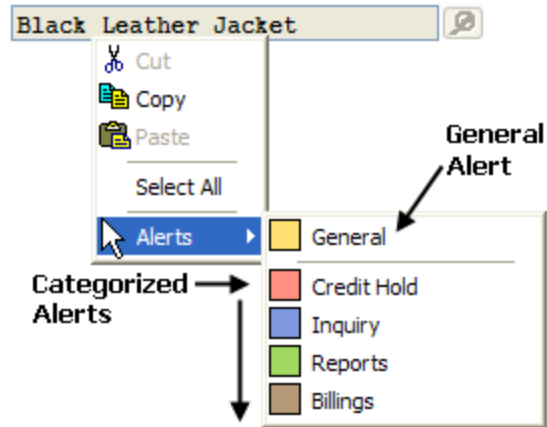 Black Leather Jacket
Cut
Copy
Paste
Select All
Alerts
General
Alert
General
Categorized
Alerts
Credit Hold
Inquiry
Reports
Billings